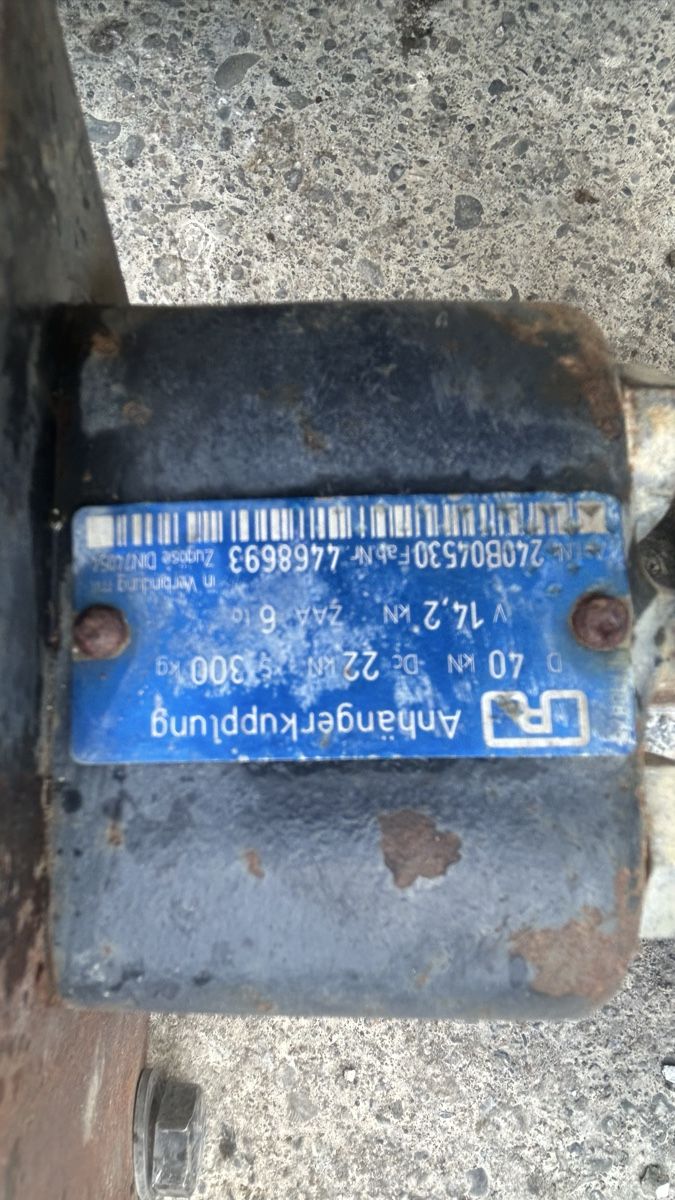 R Anhängerkupplung
D 40 kN Dc 22 kN S 300 kg
V 14,2 kN ZAA 6 to
in Verbindung mit
240B04530 Fab.Nr. 4468693 Zugöse DIN74054